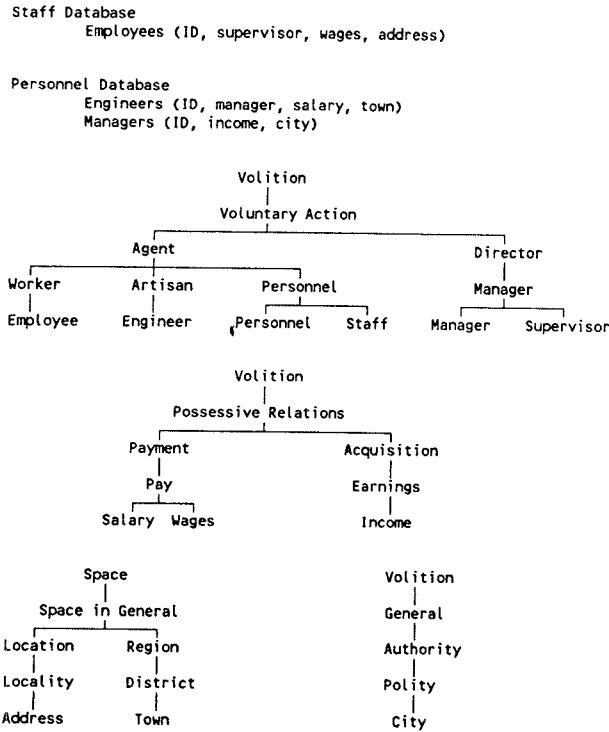 Staff Database
Employees (ID, supervisor, wages, address)
Personnel Database
Engineers (ID, manager, salary, town)
Managers (ID, income, city)
Volition
Voluntary Action
Agent Director
Worker Artisan Personnel Manager
Employee Engineer Personnel Staff Manager Supervisor
Volition
Possessive Relations
Payment Acquisition
Pay Earnings
Salary Wages Income
Space Volition
Space in General General
Location Region Authority
Locality District Polity
Address Town City